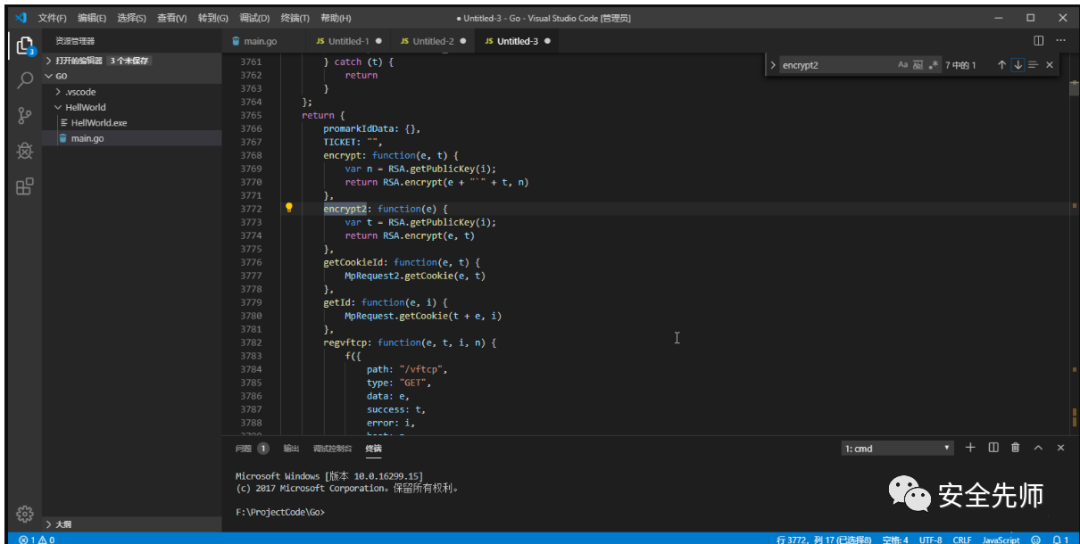 文件(F) 编辑(E) 选择(S) 查看(V) 转到(G) 调试(D) 终端(T) 帮助(H) ● Untitled-3 - Go - Visual Studio Code [管理员]
资源管理器
main.go JS Untitled-1 ● JS Untitled-2 ● JS Untitled-3 ●
打开的编辑器 3 个未保存
GO
.vscode
HellWorld
HellWorld.exe
main.go
大纲
encrypt2 Aa 7 中的 1
3761 } catch (t) {
3762 return
3763 }
3764 };
3765 return {
3766 promarkIdData: {},
3767 TICKET: "",
3768 encrypt: function(e, t) {
3769 var n = RSA.getPublicKey(i);
3770 return RSA.encrypt(e + "`" + t, n)
3771 },
3772 encrypt2: function(e) {
3773 var t = RSA.getPublicKey(i);
3774 return RSA.encrypt(e, t)
3775 },
3776 getCookieId: function(e, t) {
3777 MpRequest2.getCookie(e, t)
3778 },
3779 getId: function(e, i) {
3780 MpRequest.getCookie(t + e, i)
3781 },
3782 regvftcp: function(e, t, i, n) {
3783 f({
3784 path: "/vftcp",
3785 type: "GET",
3786 data: e,
3787 success: t,
3788 error: i,
问题 1 输出 调试控制台 终端 1: cmd
Microsoft Windows [版本 10.0.16299.15]
(c) 2017 Microsoft Corporation。保留所有权利。
F:\ProjectCode\Go>
安全先师
1 0 行 3772，列 17 (已选择8) 空格: 4 UTF-8 CRLF JavaScript 1